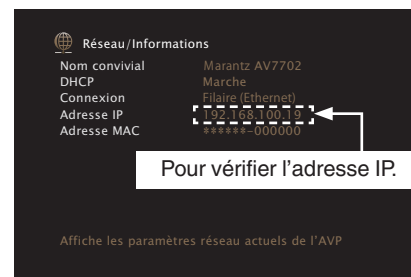 Réseau/Informations
Nom convivial Marantz AV7702
DHCP Marche
Connexion Filaire (Ethernet)
Adresse IP 192.168.100.19
Adresse MAC ******-000000
Pour vérifier l’adresse IP.
Affiche les paramètres réseau actuels de l’AVP